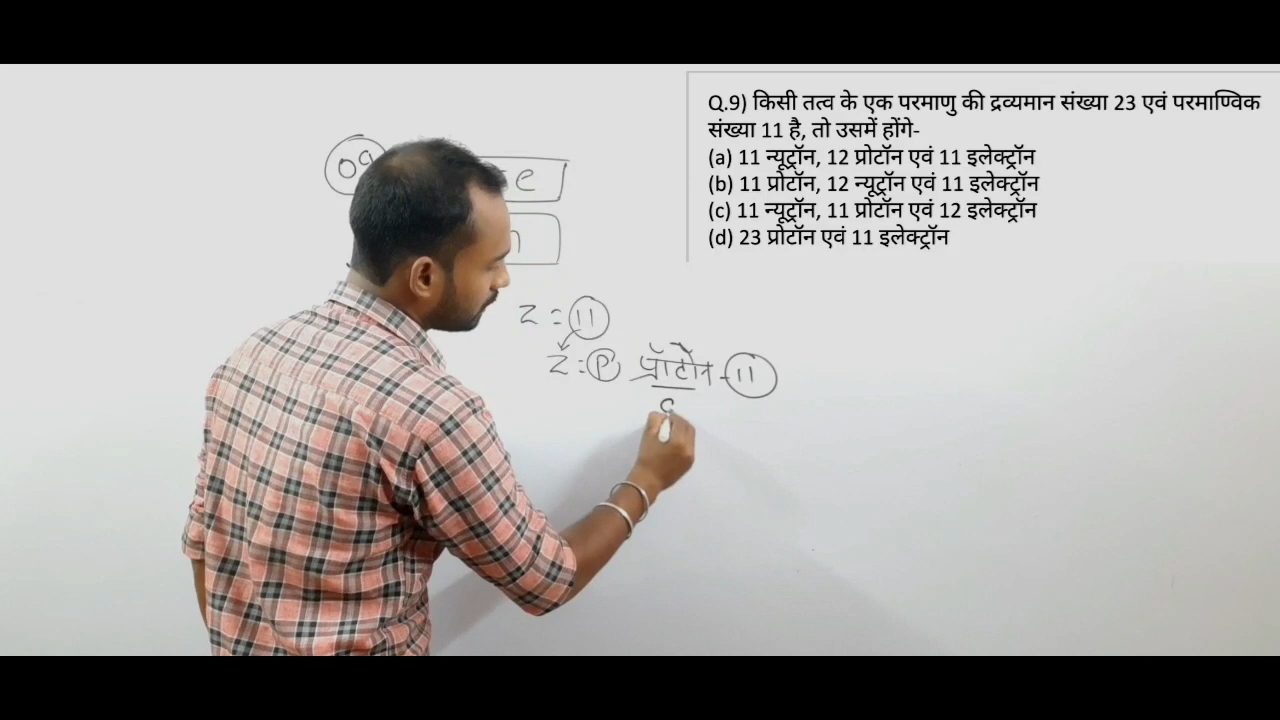 Q.9) किसी तत्व के एक परमाणु की द्रव्यमान संख्या 23 एवं परमाण्विक
संख्या 11 है, तो उसमें होंगे-
(a) 11 न्यूट्रॉन, 12 प्रोटॉन एवं 11 इलेक्ट्रॉन
(b) 11 प्रोटॉन, 12 न्यूट्रॉन एवं 11 इलेक्ट्रॉन
(c) 11 न्यूट्रॉन, 11 प्रोटॉन एवं 12 इलेक्ट्रॉन
(d) 23 प्रोटॉन एवं 11 इलेक्ट्रॉन
09
e
Z = 11
Z = P प्रॉटोन - 11